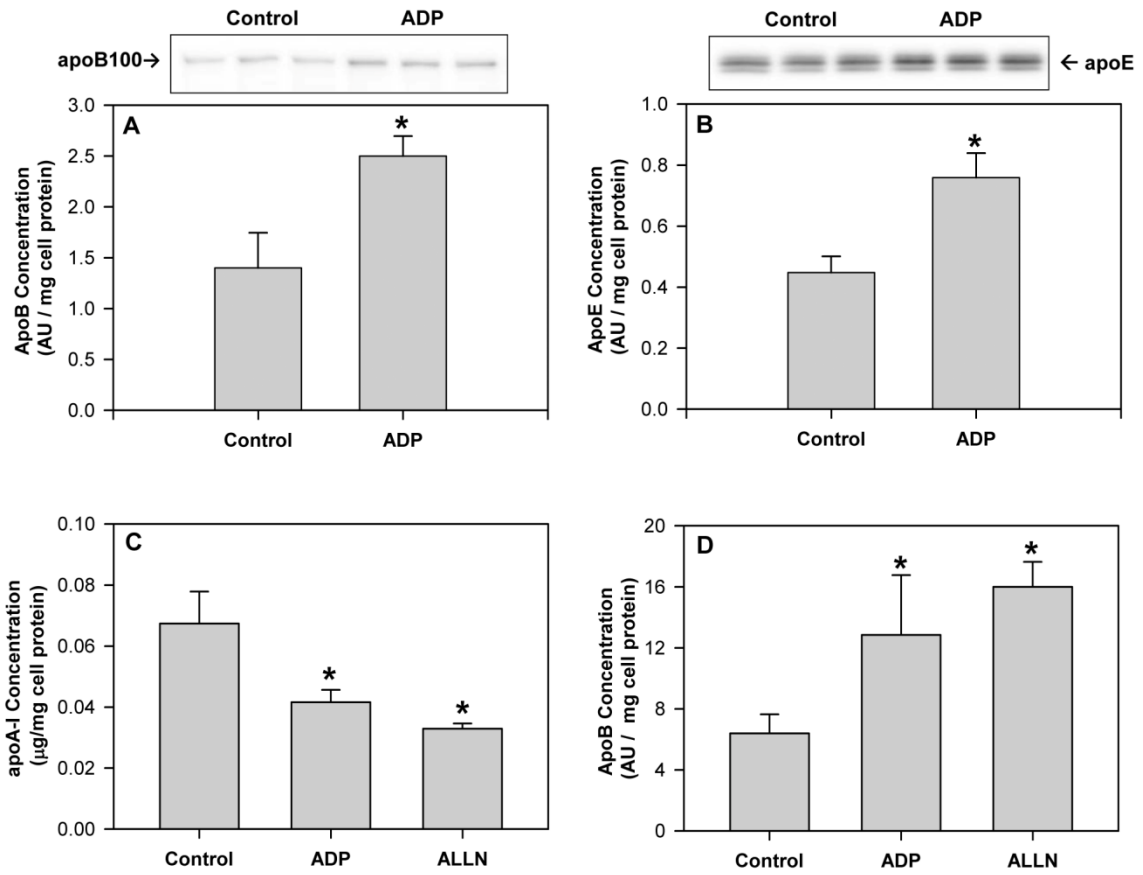 Control ADP
apoB100→
A
*
3.0
2.5
2.0
1.5
1.0
0.5
0.0
ApoB Concentration
(AU / mg cell protein)
Control ADP
Control ADP
← apoE
B
*
1.0
0.8
0.6
0.4
0.2
0.0
ApoE Concentration
(AU / mg cell protein)
Control ADP
C
*
*
0.10
0.08
0.06
0.04
0.02
0.00
apoA-I Concentration
(μg/mg cell protein)
Control ADP ALLN
D
*
*
20
16
12
8
4
0
ApoB Concentration
(AU / mg cell protein)
Control ADP ALLN